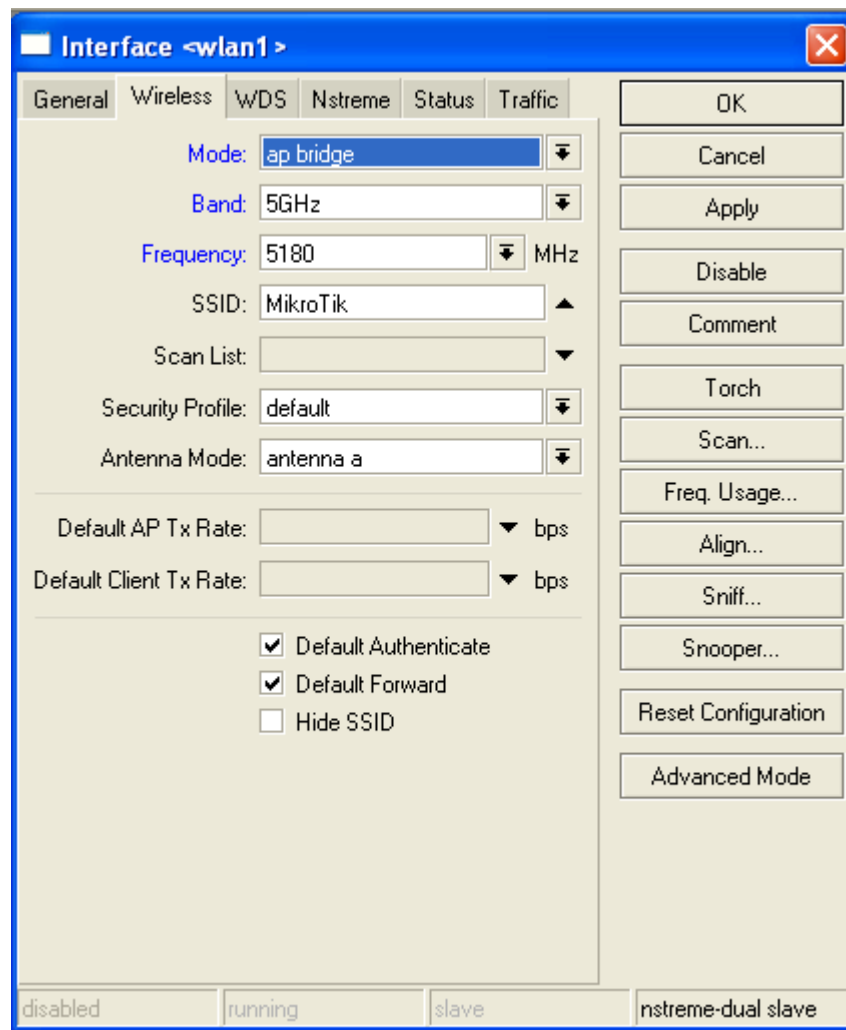 Interface <wlan1>
General Wireless WDS Nstreme Status Traffic
Mode: ap bridge
Band: 5GHz
Frequency: 5180 MHz
SSID: MikroTik
Scan List:
Security Profile: default
Antenna Mode: antenna a
Default AP Tx Rate: bps
Default Client Tx Rate: bps
Default Authenticate
Default Forward
Hide SSID
OK
Cancel
Apply
Disable
Comment
Torch
Scan...
Freq. Usage...
Align...
Sniff...
Snooper...
Reset Configuration
Advanced Mode
disabled running slave nstreme-dual slave